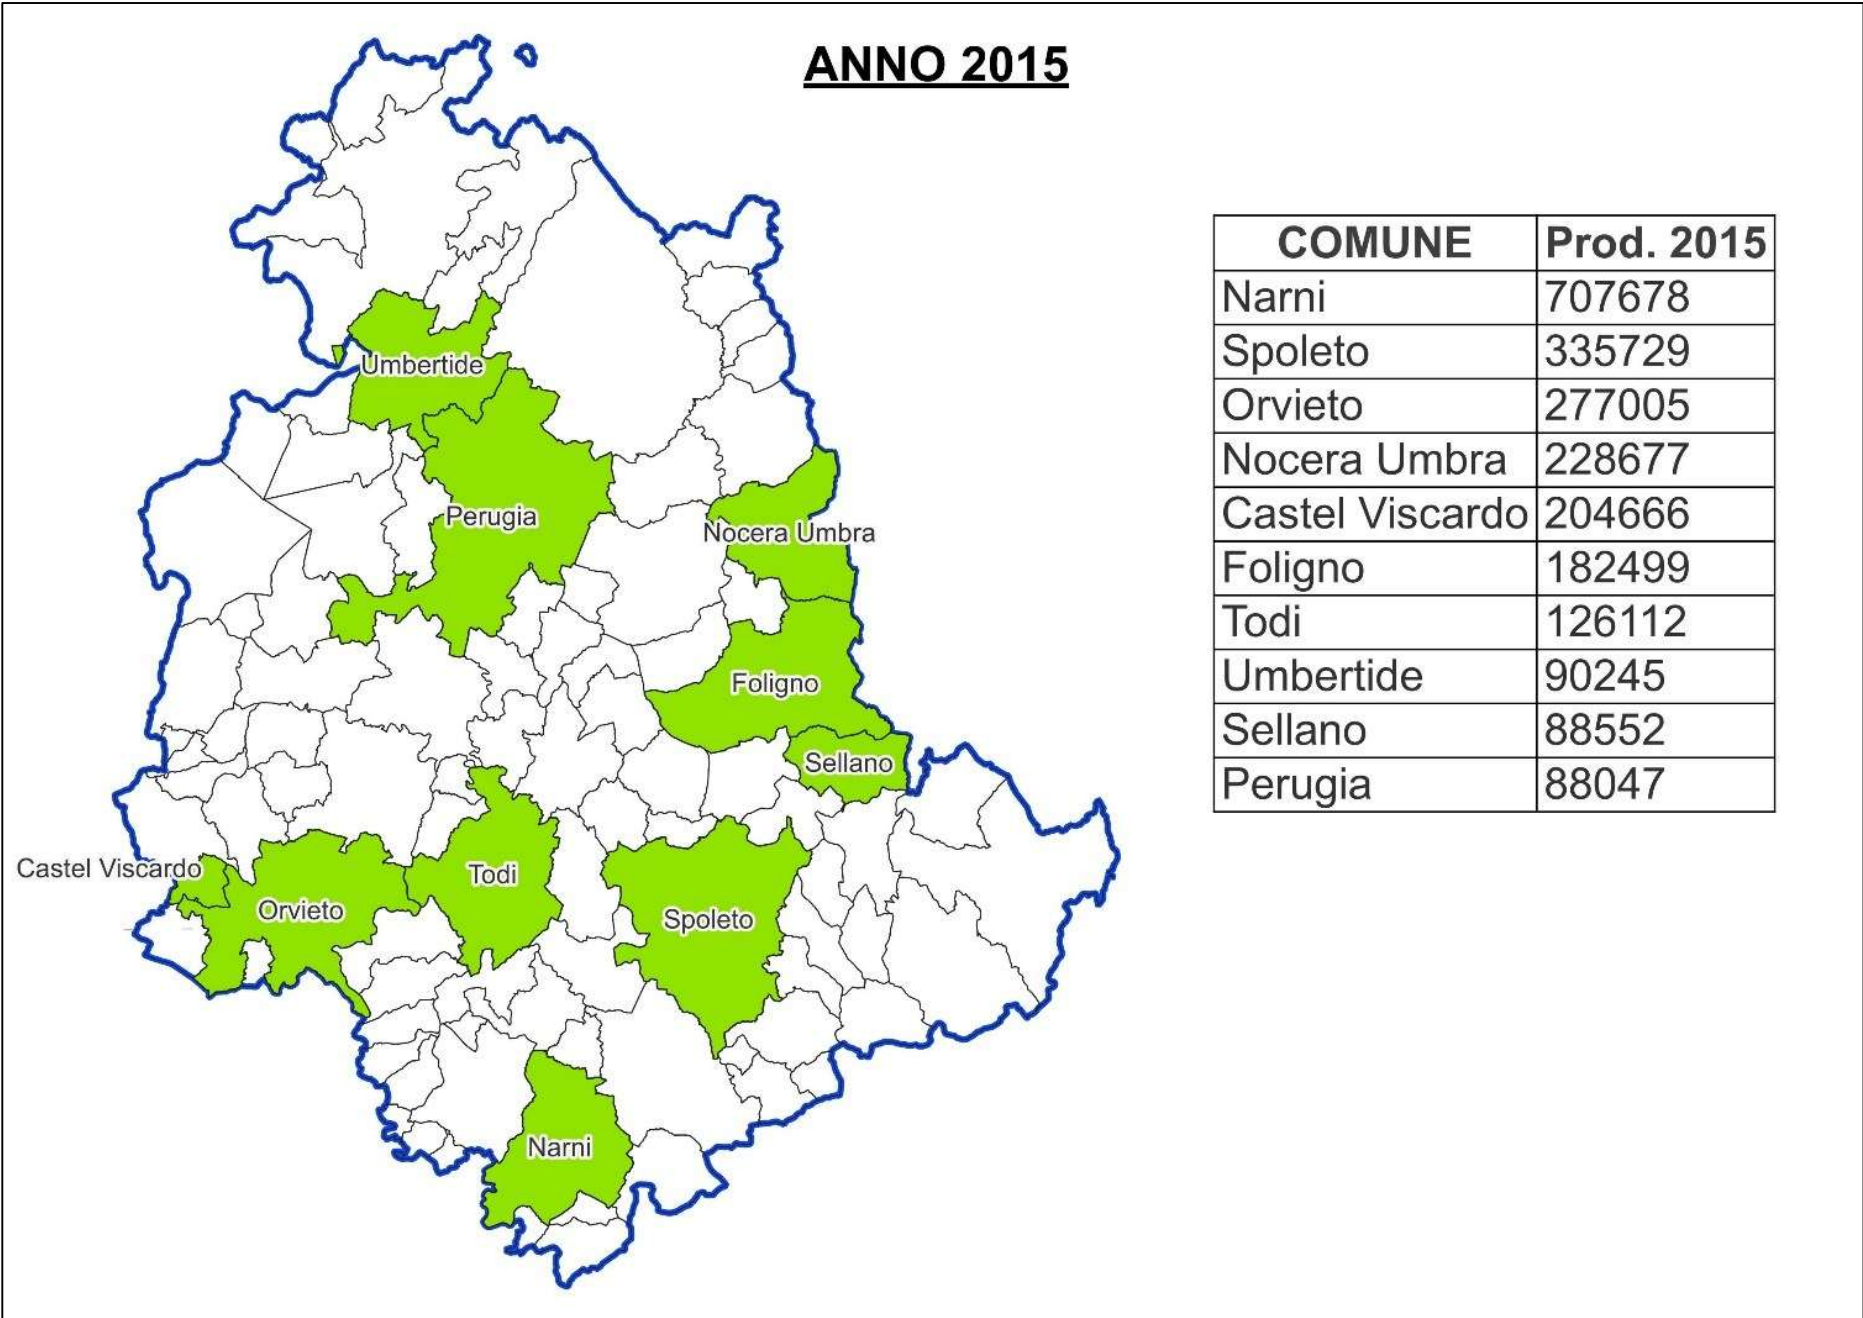 ANNO 2015
Umbertide
Perugia
Nocera Umbra
Foligno
Sellano
Castel Viscardo
Todi
Orvieto
Spoleto
Narni
COMUNE Prod. 2015
Narni 707678
Spoleto 335729
Orvieto 277005
Nocera Umbra 228677
Castel Viscardo 204666
Foligno 182499
Todi 126112
Umbertide 90245
Sellano 88552
Perugia 88047